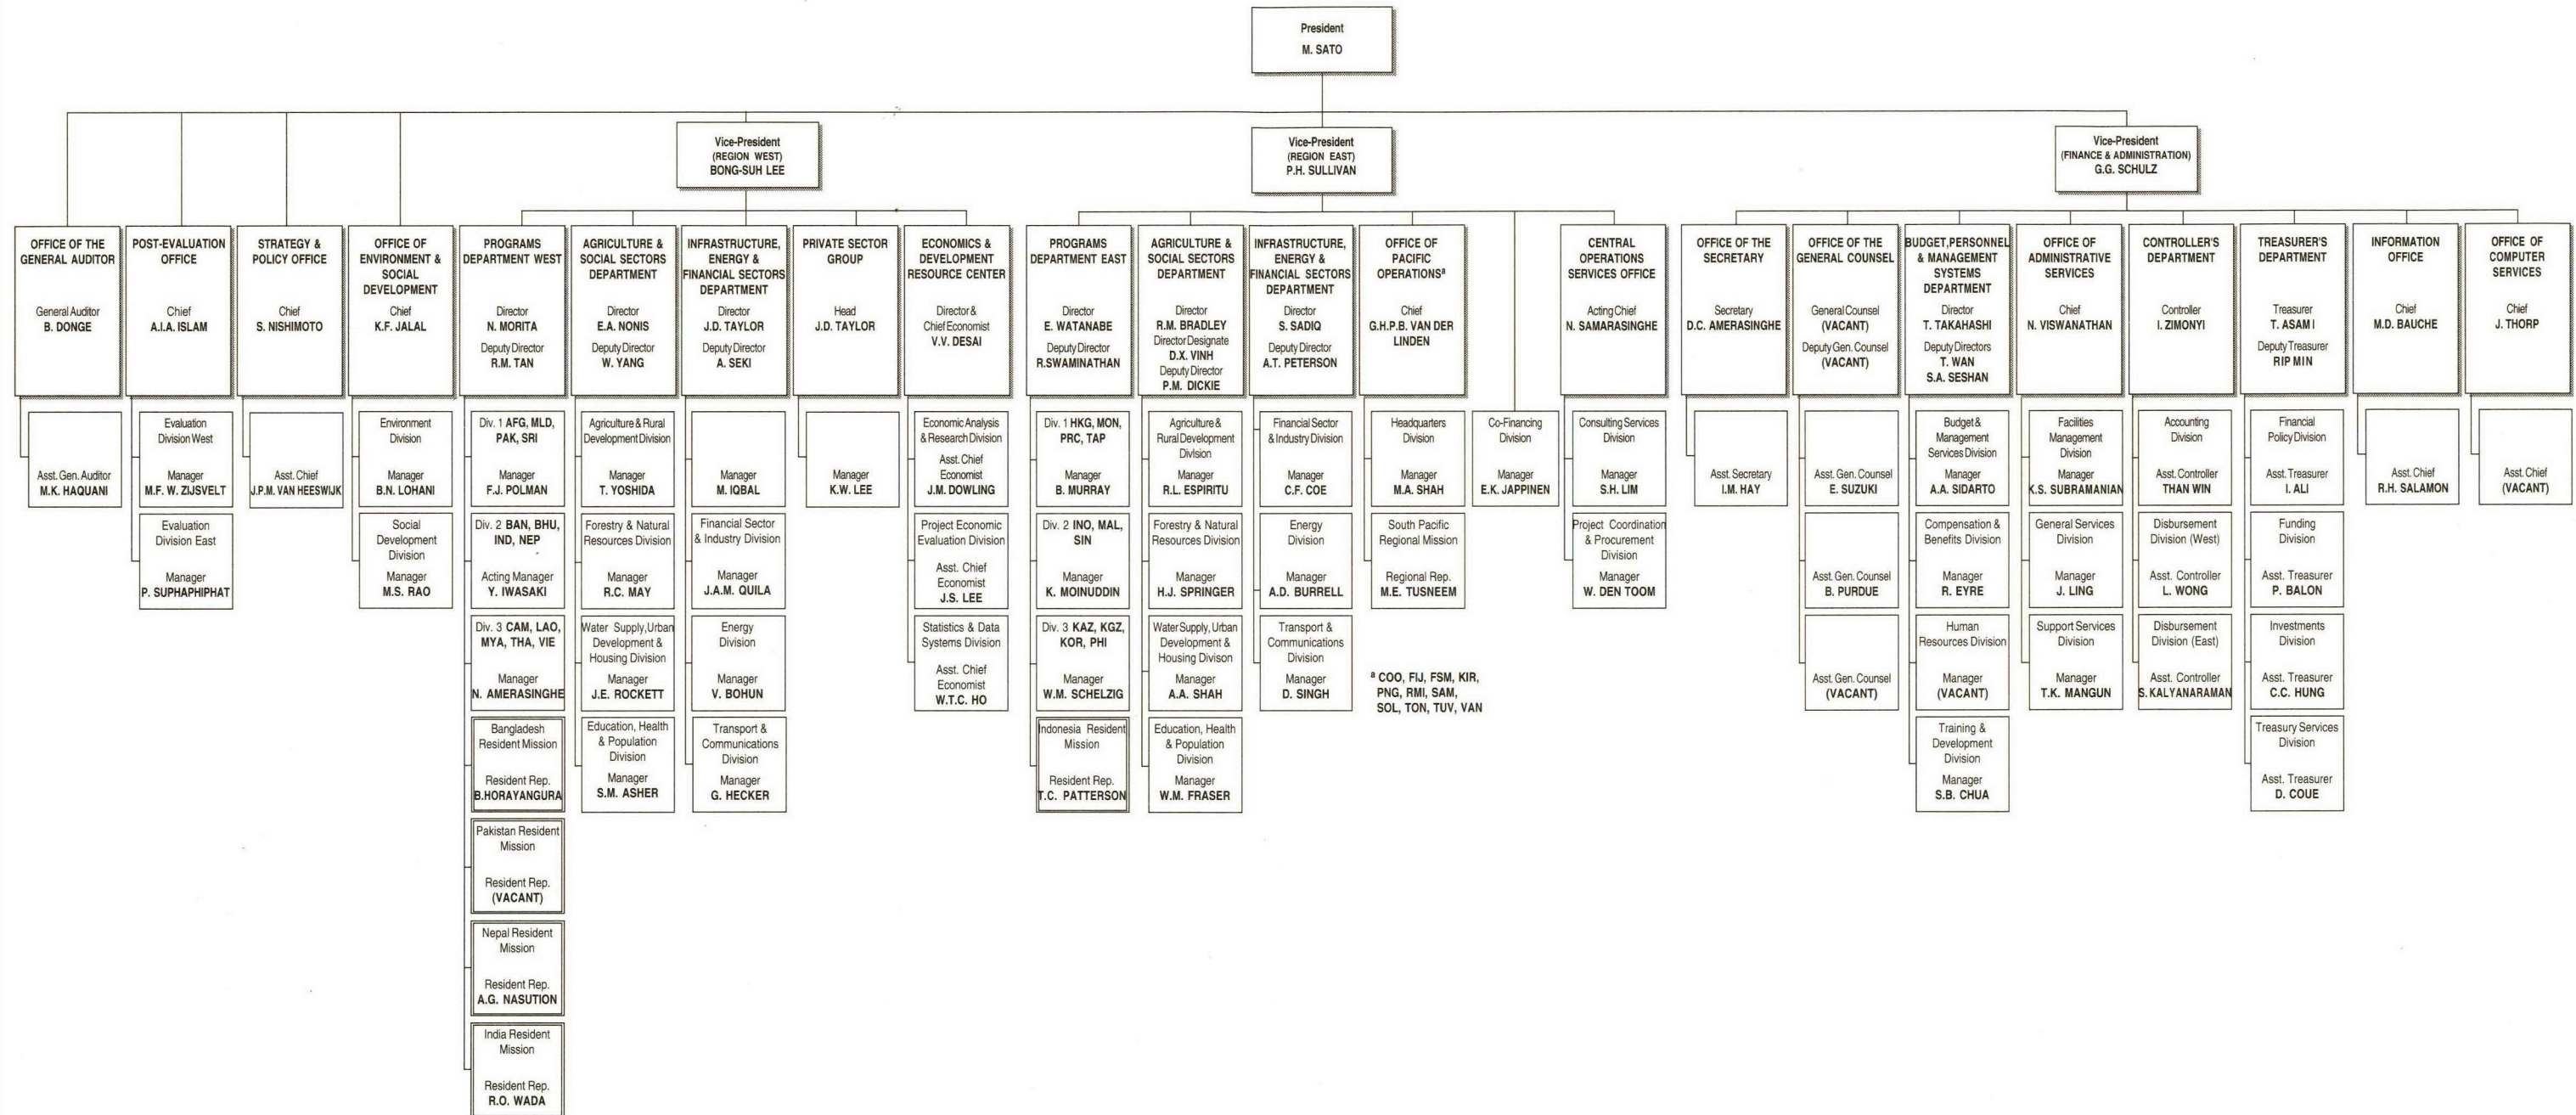 President
M. SATO
Vice-President
(REGION WEST)
BONG-SUH LEE
Vice-President
(REGION EAST)
P.H. SULLIVAN
Vice-President
(FINANCE & ADMINISTRATION)
G.G. SCHULZ
OFFICE OF THE
GENERAL AUDITOR
General Auditor
B. DONGE
Asst. Gen. Auditor
M.K. HAQUANI
POST-EVALUATION
OFFICE
Chief
A.I.A. ISLAM
Evaluation
Division West
Manager
M.F. W. ZIJSVELT
Evaluation
Division East
Manager
P. SUPHAPHIPHAT
STRATEGY &
POLICY OFFICE
Chief
S. NISHIMOTO
Asst. Chief
J.P.M. VAN HEESWIJK
OFFICE OF
ENVIRONMENT &
SOCIAL
DEVELOPMENT
Chief
K.F. JALAL
Environment
Division
Manager
B.N. LOHANI
Social
Development
Division
Manager
M.S. RAO
PROGRAMS
DEPARTMENT WEST
Director
N. MORITA
Deputy Director
R.M. TAN
Div. 1 AFG, MLD,
PAK, SRI
Manager
F.J. POLMAN
Div. 2 BAN, BHU,
IND, NEP
Acting Manager
Y. IWASAKI
Div. 3 CAM, LAO,
MYA, THA, VIE
Manager
N. AMERASINGHE
Bangladesh
Resident Mission
Resident Rep.
B.HORAYANGURA
Pakistan Resident
Mission
Resident Rep.
(VACANT)
Nepal Resident
Mission
Resident Rep.
A.G. NASUTION
India Resident
Mission
Resident Rep.
R.O. WADA
AGRICULTURE &
SOCIAL SECTORS
DEPARTMENT
Director
E.A. NONIS
Deputy Director
W. YANG
Agriculture & Rural
Development Division
Manager
T. YOSHIDA
Forestry & Natural
Resources Division
Manager
R.C. MAY
Water Supply,Urban
Development &
Housing Division
Manager
J.E. ROCKETT
Education, Health
& Population
Division
Manager
S.M. ASHER
INFRASTRUCTURE,
ENERGY &
FINANCIAL SECTORS
DEPARTMENT
Director
J.D. TAYLOR
Deputy Director
A. SEKI
Manager
M. IQBAL
Financial Sector
& Industry Division
Manager
J.A.M. QUILA
Energy
Division
Manager
V. BOHUN
Transport &
Communications
Division
Manager
G. HECKER
PRIVATE SECTOR
GROUP
Head
J.D. TAYLOR
Manager
K.W. LEE
ECONOMICS &
DEVELOPMENT
RESOURCE CENTER
Director &
Chief Economist
V.V. DESAI
Economic Analysis
& Research Division
Asst. Chief
Economist
J.M. DOWLING
Project Economic
Evaluation Division
Asst. Chief
Economist
J.S. LEE
Statistics & Data
Systems Division
Asst. Chief
Economist
W.T.C. HO
PROGRAMS
DEPARTMENT EAST
Director
E. WATANABE
Deputy Director
R.SWAMINATHAN
Div. 1 HKG, MON,
PRC, TAP
Manager
B. MURRAY
Div. 2 INO, MAL,
SIN
Manager
K. MOINUDDIN
Div. 3 KAZ, KGZ,
KOR, PHI
Manager
W.M. SCHELZIG
Indonesia Resident
Mission
Resident Rep.
T.C. PATTERSON
AGRICULTURE &
SOCIAL SECTORS
DEPARTMENT
Director
R.M. BRADLEY
Director Designate
D.X. VINH
Deputy Director
P.M. DICKIE
Agriculture &
Rural Development
Division
Manager
R.L. ESPIRITU
Forestry & Natural
Resources Division
Manager
H.J. SPRINGER
Water Supply, Urban
Development &
Housing Divison
Manager
A.A. SHAH
Education, Health
& Population
Division
Manager
W.M. FRASER
INFRASTRUCTURE,
ENERGY &
FINANCIAL SECTORS
DEPARTMENT
Director
S. SADIQ
Deputy Director
A.T. PETERSON
Financial Sector
& Industry Division
Manager
C.F. COE
Energy
Division
Manager
A.D. BURRELL
Transport &
Communications
Division
Manager
D. SINGH
OFFICE OF
PACIFIC
OPERATIONSa
Chief
G.H.P.B. VAN DER
LINDEN
Headquarters
Division
Manager
M.A. SHAH
South Pacific
Regional Mission
Regional Rep.
M.E. TUSNEEM
a COO, FIJ, FSM, KIR,
PNG, RMI, SAM,
SOL, TON, TUV, VAN
Co-Financing
Division
Manager
E.K. JAPPINEN
CENTRAL
OPERATIONS
SERVICES OFFICE
Acting Chief
N. SAMARASINGHE
Consulting Services
Division
Manager
S.H. LIM
Project Coordination
& Procurement
Division
Manager
W. DEN TOOM
OFFICE OF THE
SECRETARY
Secretary
D.C. AMERASINGHE
Asst. Secretary
I.M. HAY
OFFICE OF THE
GENERAL COUNSEL
General Counsel
(VACANT)
Deputy Gen. Counsel
(VACANT)
Asst. Gen. Counsel
E. SUZUKI
Asst. Gen. Counsel
B. PURDUE
Asst. Gen. Counsel
(VACANT)
BUDGET,PERSONNEL
& MANAGEMENT
SYSTEMS
DEPARTMENT
Director
T. TAKAHASHI
Deputy Directors
T. WAN
S.A. SESHAN
Budget &
Management
Services Division
Manager
A.A. SIDARTO
Compensation &
Benefits Division
Manager
R. EYRE
Human
Resources Division
Manager
(VACANT)
Training &
Development
Division
Manager
S.B. CHUA
OFFICE OF
ADMINISTRATIVE
SERVICES
Chief
N. VISWANATHAN
Facilities
Management
Division
Manager
K.S. SUBRAMANIAN
General Services
Division
Manager
J. LING
Support Services
Division
Manager
T.K. MANGUN
CONTROLLER'S
DEPARTMENT
Controller
I. ZIMONYI
Accounting
Division
Asst. Controller
THAN WIN
Disbursement
Division (West)
Asst. Controller
L. WONG
Disbursement
Division (East)
Asst. Controller
S. KALYANARAMAN
TREASURER'S
DEPARTMENT
Treasurer
T. ASAMI
Deputy Treasurer
RIP MIN
Financial
Policy Division
Asst. Treasurer
I. ALI
Funding
Division
Asst. Treasurer
P. BALON
Investments
Division
Asst. Treasurer
C.C. HUNG
Treasury Services
Division
Asst. Treasurer
D. COUE
INFORMATION
OFFICE
Chief
M.D. BAUCHE
Asst. Chief
R.H. SALAMON
OFFICE OF
COMPUTER
SERVICES
Chief
J. THORP
Asst. Chief
(VACANT)